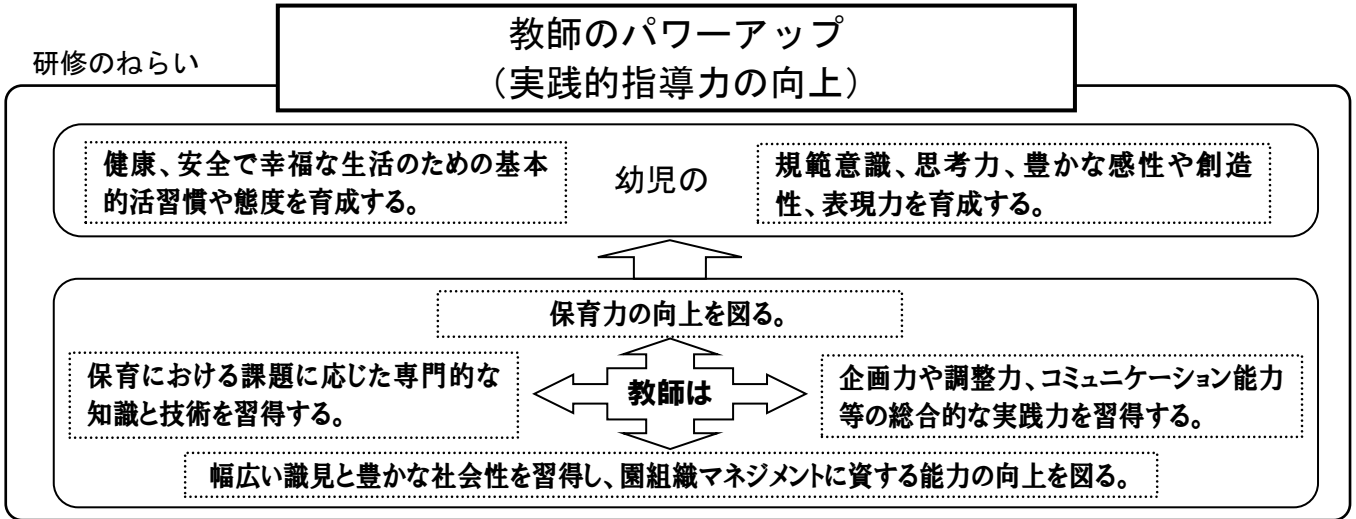 教師のパワーアップ
（実践的指導力の向上）
研修のねらい
健康、安全で幸福な生活のための基本
的活習慣や態度を育成する。
幼児の
規範意識、思考力、豊かな感性や創造
性、表現力を育成する。
保育力の向上を図る。
保育における課題に応じた専門的な
知識と技術を習得する。
教師は
企画力や調整力、コミュニケーション能力
等の総合的な実践力を習得する。
幅広い識見と豊かな社会性を習得し、園組織マネジメントに資する能力の向上を図る。